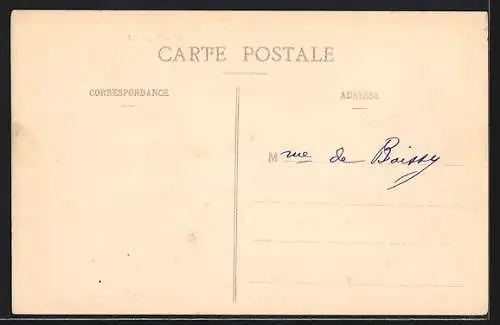 CARTE POSTALE
CORRESPONDANCE
ADRESSE
Mme de Boissy